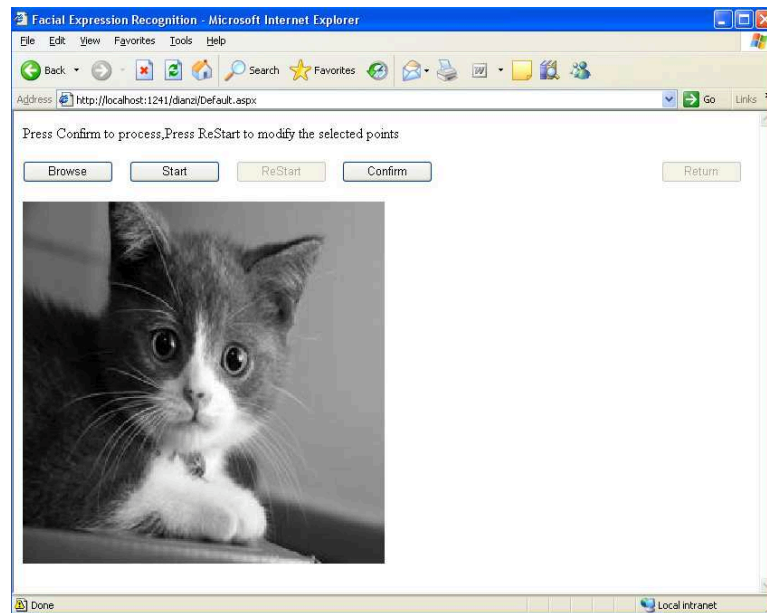 Facial Expression Recognition - Microsoft Internet Explorer
File Edit View Favorites Tools Help
Back Search Favorites
Address http://localhost:1241/dianzi/Default.aspx Go Links
Press Confirm to process,Press ReStart to modify the selected points
Browse Start ReStart Confirm Return
Done Local intranet